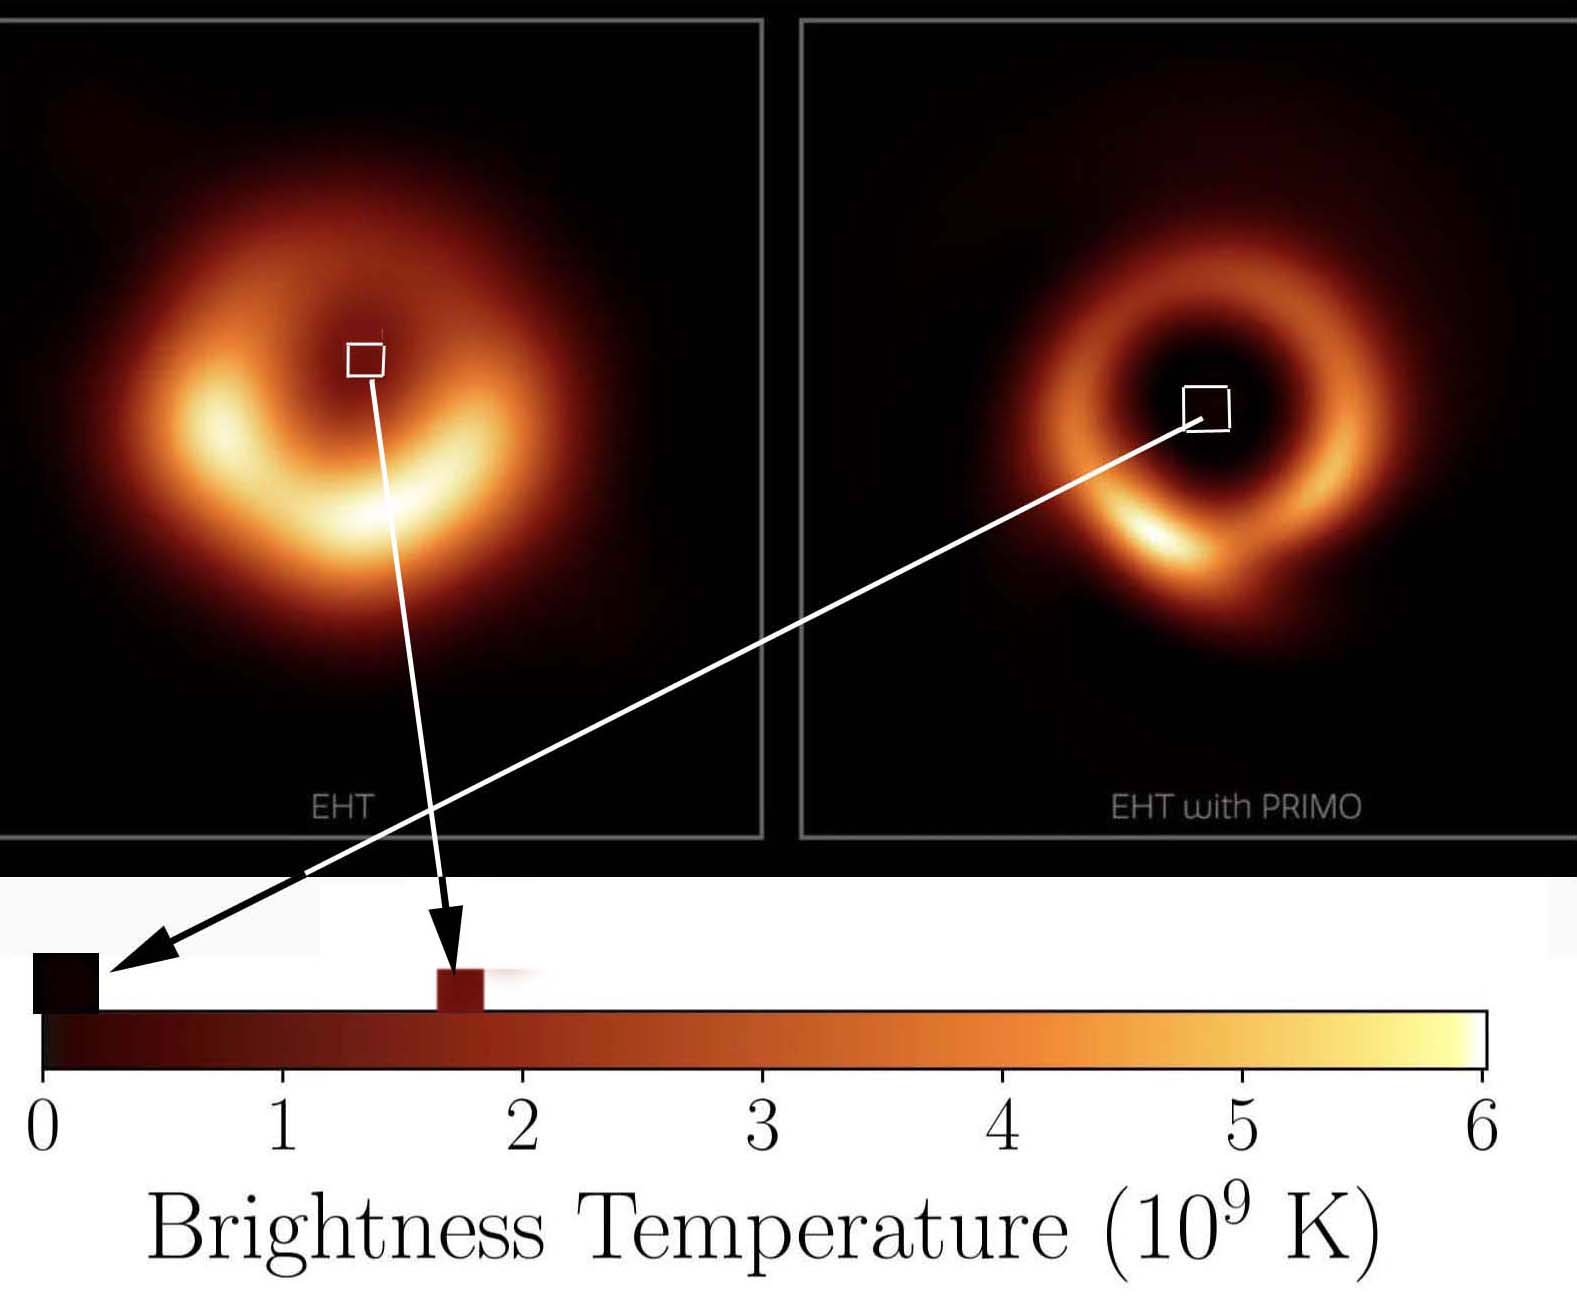 EHT
EHT with PRIMO
0 1 2 3 4 5 6
Brightness Temperature (10⁹ K)